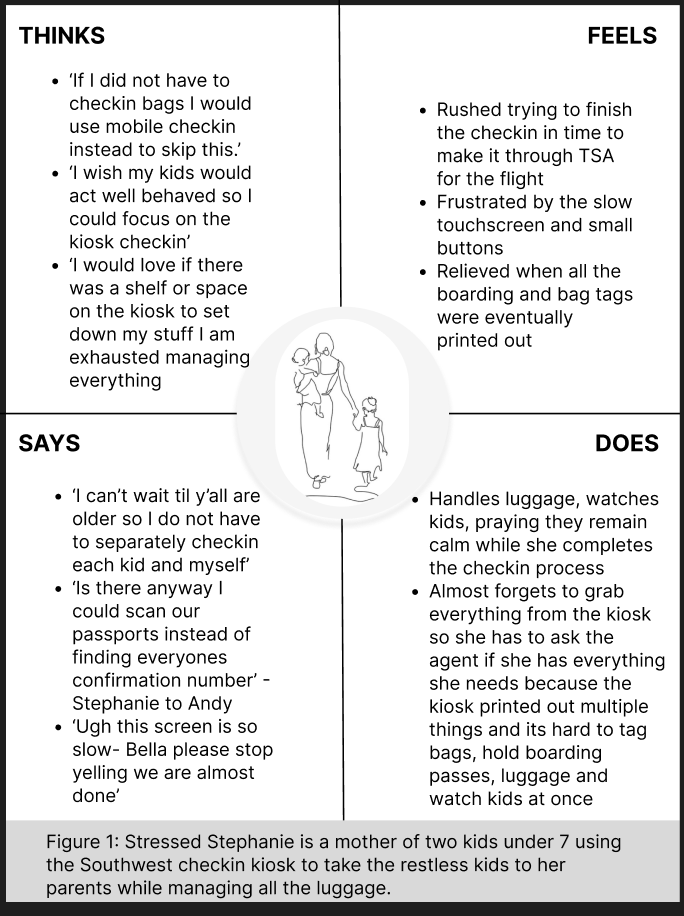 THINKS
• ‘If I did not have to
checkin bags I would
use mobile checkin
instead to skip this.’
• ‘I wish my kids would
act well behaved so I
could focus on the
kiosk checkin’
• ‘I would love if there
was a shelf or space
on the kiosk to set
down my stuff I am
exhausted managing
everything
FEELS
• Rushed trying to finish
the checkin in time to
make it through TSA
for the flight
• Frustrated by the slow
touchscreen and small
buttons
• Relieved when all the
boarding and bag tags
were eventually
printed out
SAYS
• ‘I can’t wait til y’all are
older so I do not have
to separately checkin
each kid and myself’
• ‘Is there anyway I
could scan our
passports instead of
finding everyones
confirmation number’ -
Stephanie to Andy
• ‘Ugh this screen is so
slow- Bella please stop
yelling we are almost
done’
DOES
• Handles luggage, watches
kids, praying they remain
calm while she completes
the checkin process
• Almost forgets to grab
everything from the kiosk
so she has to ask the
agent if she has everything
she needs because the
kiosk printed out multiple
things and its hard to tag
bags, hold boarding
passes, luggage and
watch kids at once
Figure 1: Stressed Stephanie is a mother of two kids under 7 using
the Southwest checkin kiosk to take the restless kids to her
parents while managing all the luggage.